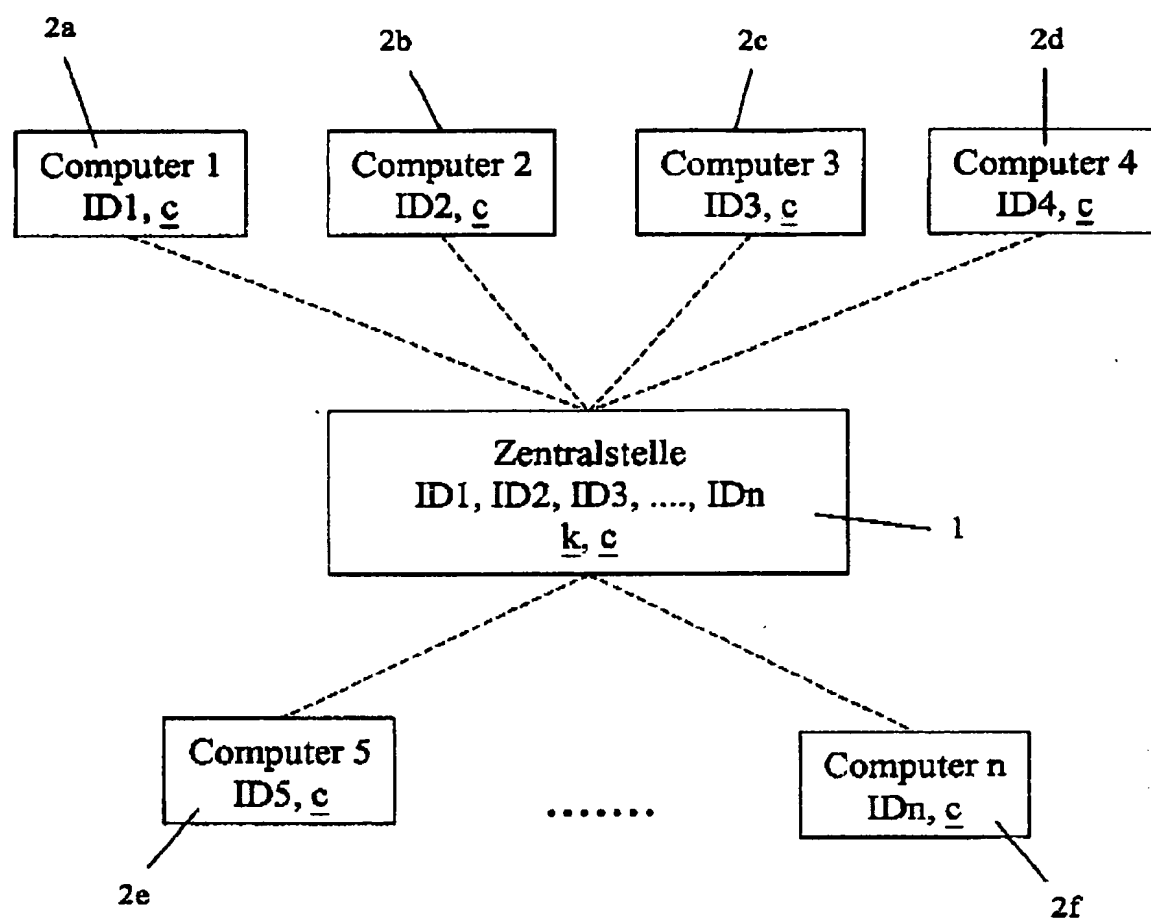 2a
2b
2c
2d
Computer 1
ID1, c
Computer 2
ID2, c
Computer 3
ID3, c
Computer 4
ID4, c
Zentralstelle
ID1, ID2, ID3, ...., IDn
k, c
1
Computer 5
ID5, c
.......
Computer n
IDn, c
2e
2f